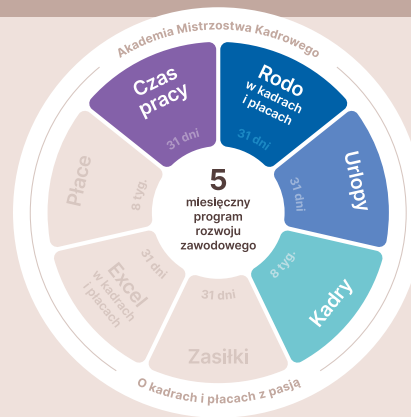 Akademia Mistrzostwa Kadrowego
Czas
pracy
31 dni
Rodo
w kadrach
i płacach
31 dni
Urlopy
31 dni
Kadry
8 tyg.
Zasiłki
31 dni
Excel
w kadrach
i płacach
31 dni
Płace
8 tyg.
5
miesięczny
program
rozwoju
zawodowego
O kadrach i płacach z pasją